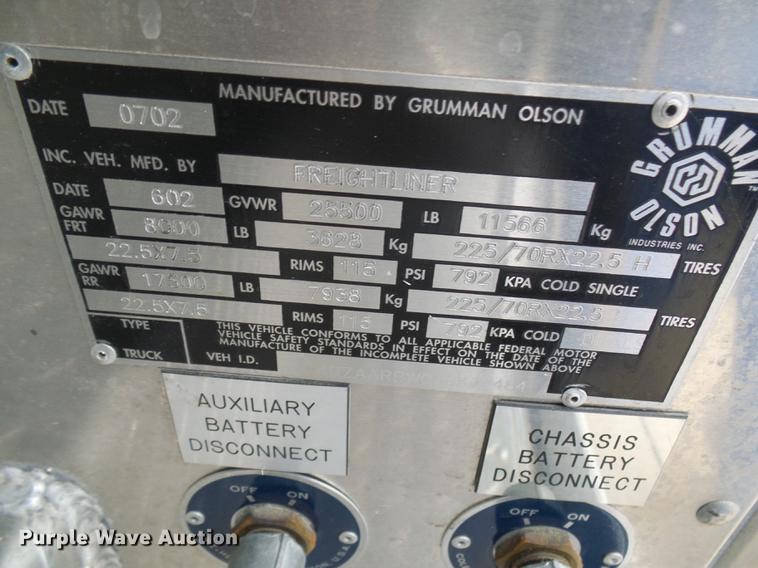 MANUFACTURED BY GRUMMAN OLSON
DATE 0702
INC. VEH. MFD. BY FREIGHTLINER
DATE 602 GVWR 25500 LB 11566 Kg
GAWR FRT 8000 LB 3628 Kg 225/70RX22.5 H TIRES
22.5X7.5 RIMS 115 PSI 792 KPA COLD SINGLE
GAWR RR. 17500 LB 7938 Kg 225/70RX22.5 TIRES
22.5X7.5 RIMS 115 PSI 792 KPA COLD
THIS VEHICLE CONFORMS TO ALL APPLICABLE FEDERAL MOTOR
VEHICLE SAFETY STANDARDS IN EFFECT ON THE DATE OF THE
MANUFACTURE OF THE INCOMPLETE VEHICLE SHOWN ABOVE
TYPE
TRUCK VEH I.D.
GRUMMAN
OLSON
INDUSTRIES INC.
TM
AUXILIARY
BATTERY
DISCONNECT
CHASSIS
BATTERY
DISCONNECT
OFF ON
OFF ON
Purple Wave Auction